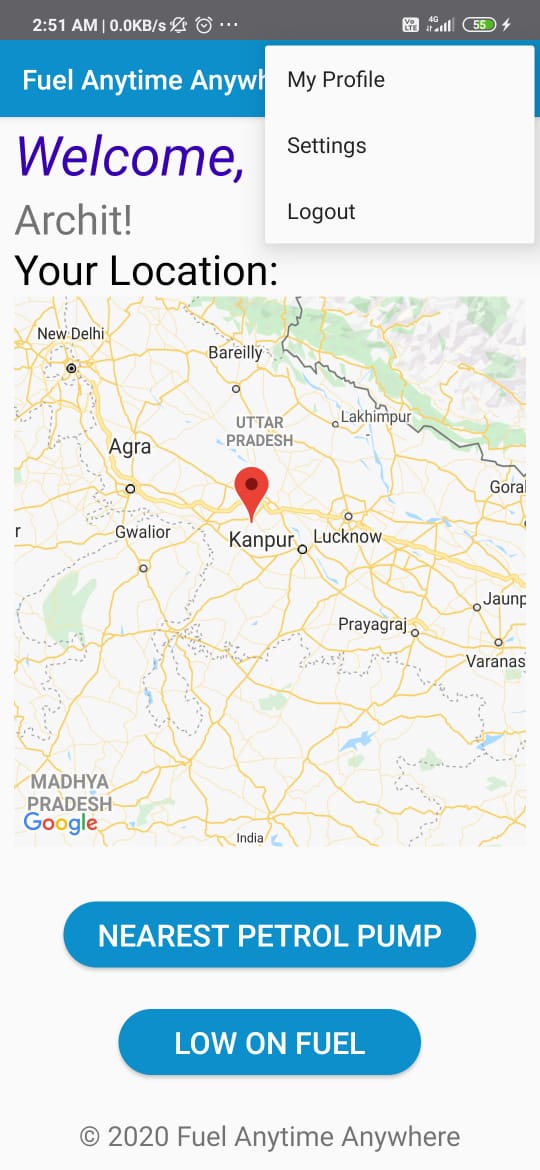 2:51 AM | 0.0KB/s ...
Vo LTE 4G 55
Fuel Anytime Anywh
My Profile
Settings
Logout
Welcome,
Archit!
Your Location:
New Delhi
Bareilly
UTTAR
PRADESH
Lakhimpur
Agra
Goral
r
Gwalior
Kanpur
Lucknow
Jaunp
Prayagraj
Varanas
MADHYA
PRADESH
Google
India
NEAREST PETROL PUMP
LOW ON FUEL
© 2020 Fuel Anytime Anywhere